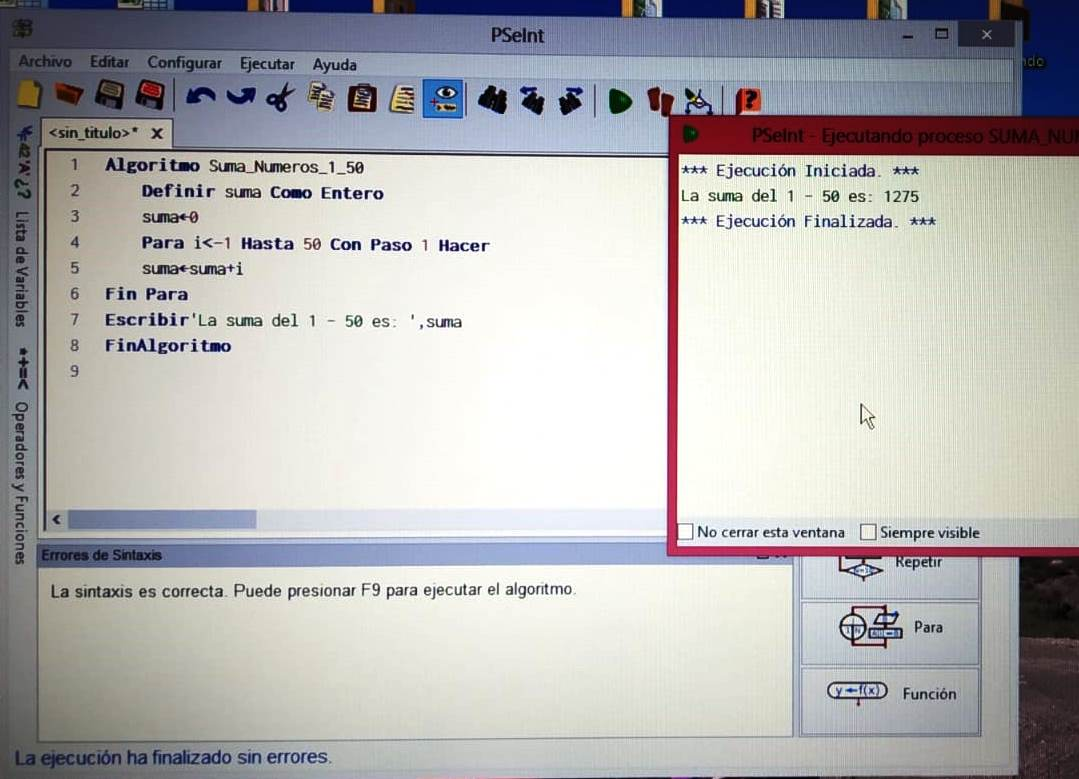 PSeInt
Archivo Editar Configurar Ejecutar Ayuda
<sin_titulo>* X
1 Algoritmo Suma_Numeros_1_50
2 Definir suma Como Entero
3 suma←0
4 Para i<-1 Hasta 50 Con Paso 1 Hacer
5 suma←suma+i
6 Fin Para
7 Escribir'La suma del 1 - 50 es: ',suma
8 FinAlgoritmo
9
Lista de Variables
*+=< Operadores y Funciones
PSeInt - Ejecutando proceso SUMA_NU
*** Ejecución Iniciada. ***
La suma del 1 - 50 es: 1275
*** Ejecución Finalizada. ***
No cerrar esta ventana Siempre visible
Errores de Sintaxis
La sintaxis es correcta. Puede presionar F9 para ejecutar el algoritmo.
Repetir
Para
y←f(x) Función
La ejecución ha finalizado sin errores.